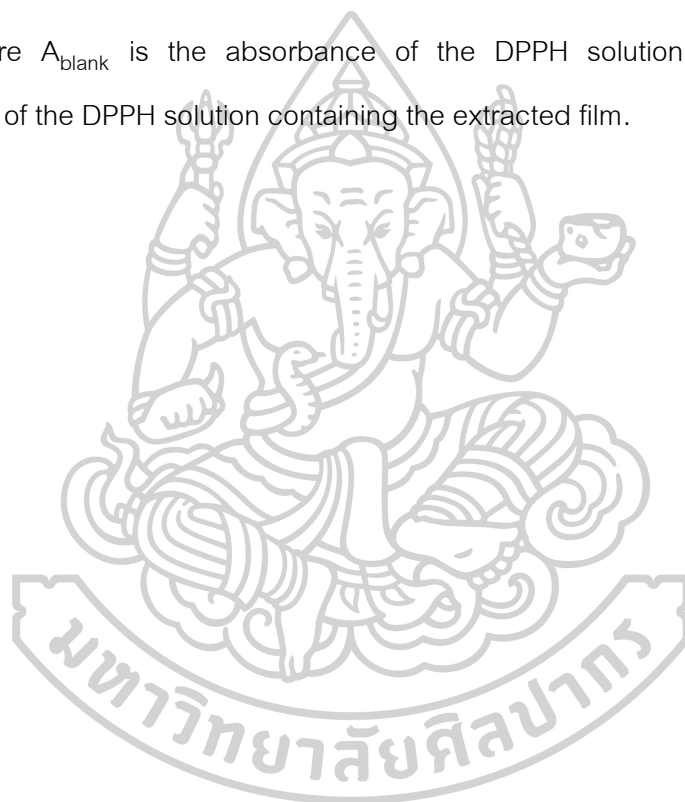 re A_blank is the absorbance of the DPPH solution
of the DPPH solution containing the extracted film.
มหาวิทยาลัยศิลปากร